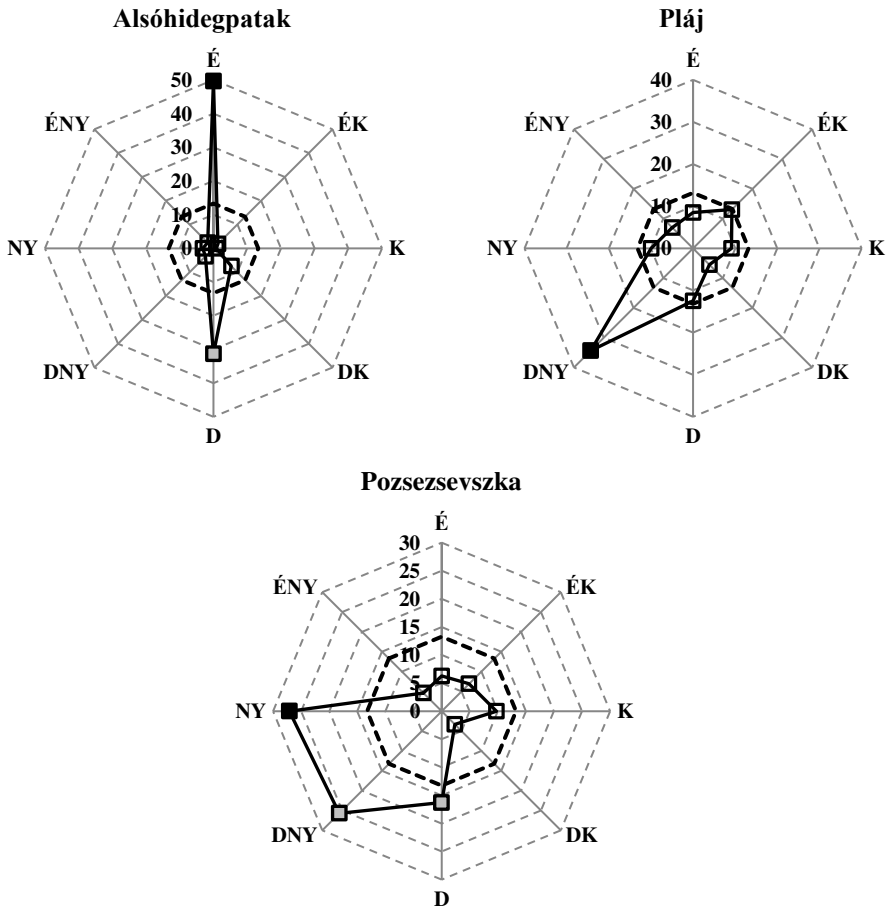 Alsóhidegpatak
É
50
ÉNY
40
ÉK
30
20
10
NY
0
K
DNY
DK
D
Pláj
É
40
ÉNY
30
ÉK
20
10
NY
0
K
DNY
DK
D
Pozsezsevszka
É
30
ÉNY
25
ÉK
20
15
10
5
NY
0
K
DNY
DK
D